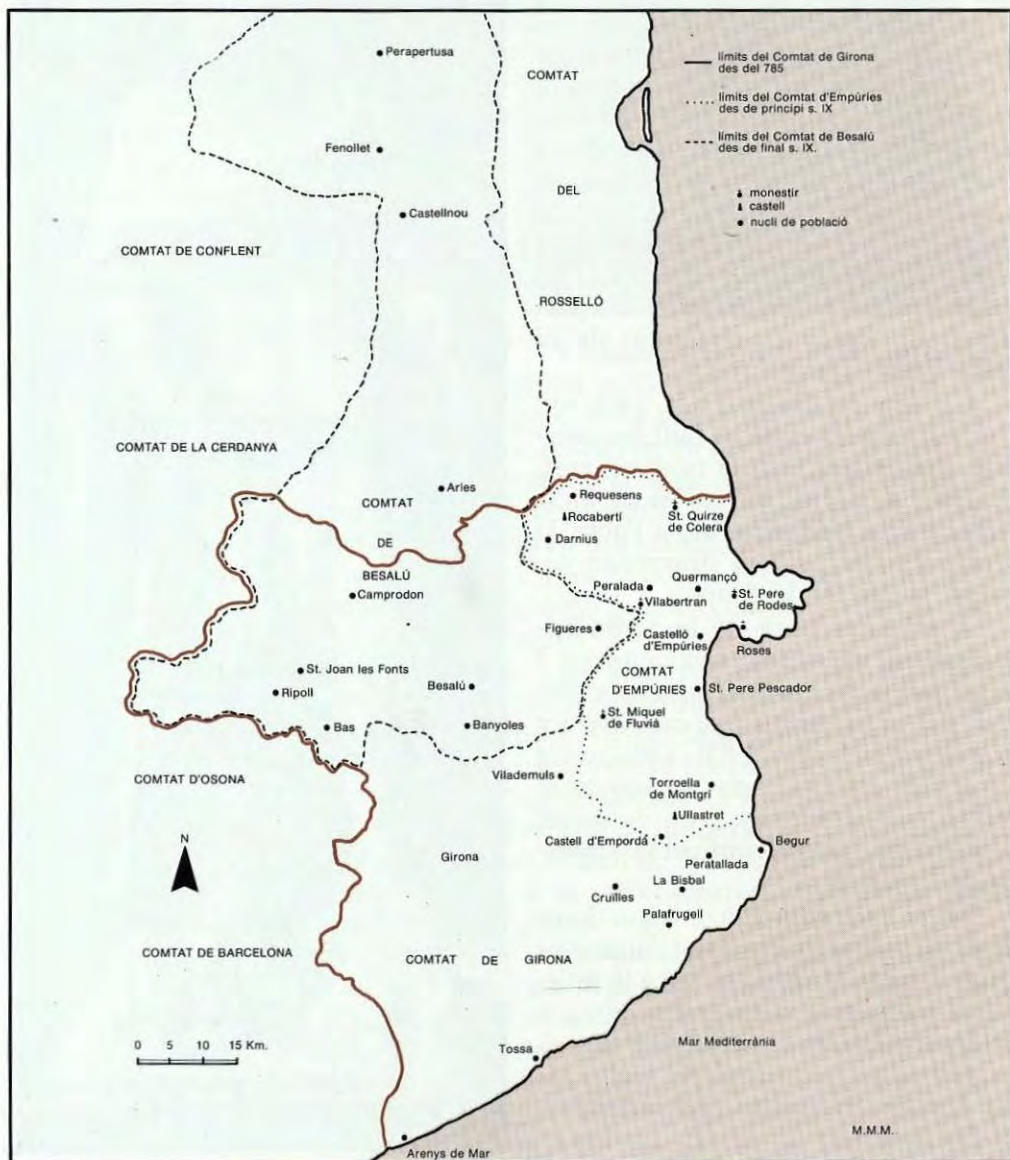 Perapertusa
COMTAT
límits del Comtat de Girona
des del 785
límits del Comtat d'Empúries
des de principi s. IX
Fenollet
límits del Comtat de Besalú
des de final s. IX.
DEL
monestir
castell
nucli de població
Castellnou
COMTAT DE CONFLENT
ROSSELLÓ
COMTAT DE LA CERDANYA
Arles
COMTAT
DE
BESALÚ
Requesens
Rocabertí
St. Quirze
de Colera
Darnius
Camprodon
Peralada
Quermançó
Vilabertran
St. Pere
de Rodes
Figueres
Castelló
d'Empúries
Roses
St. Joan les Fonts
COMTAT
D'EMPÚRIES
Besalú
Ripoll
St. Pere Pescador
Bas
Banyoles
St. Miquel
de Fluviá
COMTAT D'OSONA
Vilademuls
Torroella
de Montgrí
Ullastret
N
Castell d'Empordá
Begur
Girona
Peratallada
La Bisbal
Cruilles
Palafrugell
COMTAT DE BARCELONA
COMTAT DE GIRONA
0 5 10 15 Km.
Tossa
Mar Mediterrània
M.M.M.
Arenys de Mar